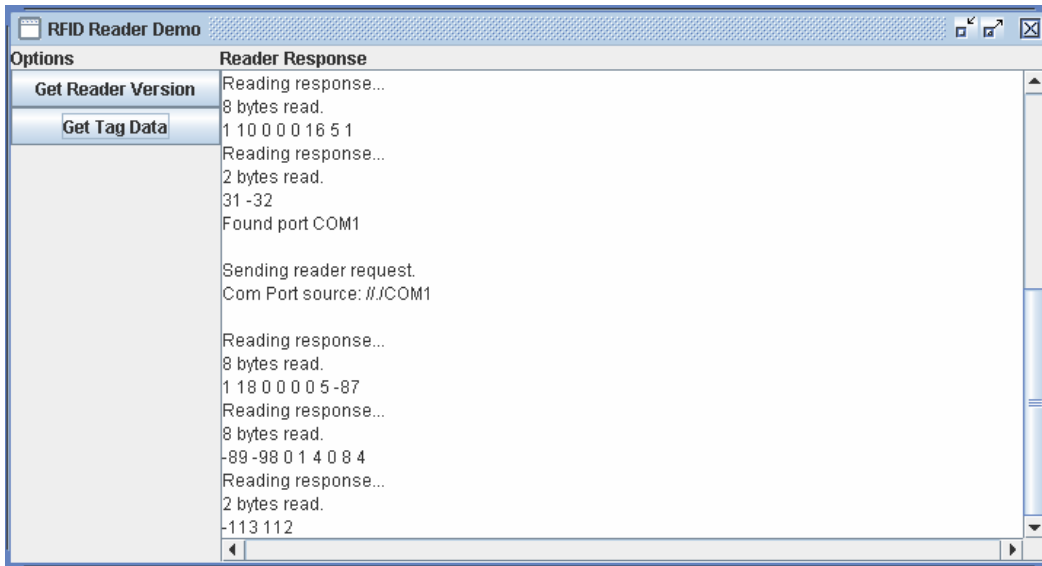 RFID Reader Demo
Options
Reader Response
Get Reader Version
Get Tag Data
Reading response...
8 bytes read.
1 10 0 0 0 16 5 1
Reading response...
2 bytes read.
31 -32
Found port COM1
Sending reader request.
Com Port source: //./COM1
Reading response...
8 bytes read.
1 18 0 0 0 0 5 -87
Reading response...
8 bytes read.
-89 -98 0 1 4 0 8 4
Reading response...
2 bytes read.
-113 112